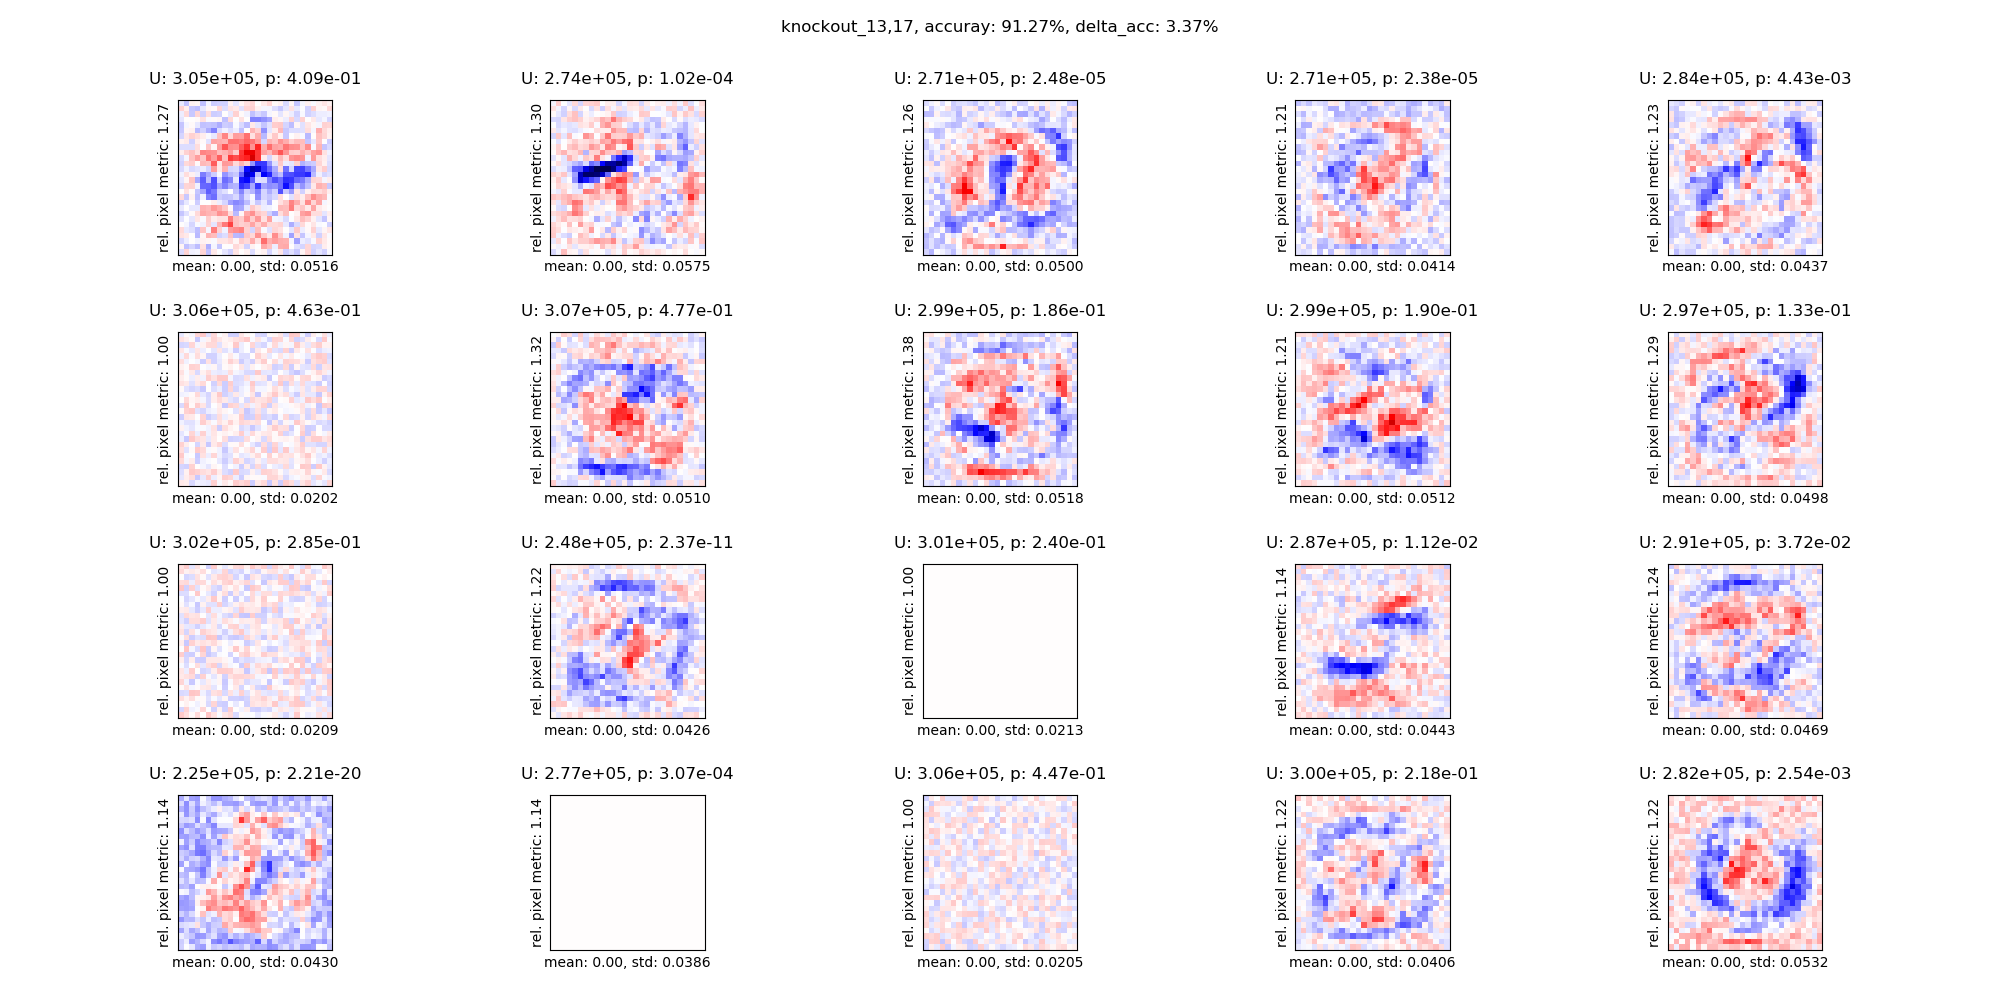 knockout_13,17, accuray: 91.27%, delta_acc: 3.37%
U: 3.05e+05, p: 4.09e-01
rel. pixel metric: 1.27
mean: 0.00, std: 0.0516
U: 2.74e+05, p: 1.02e-04
rel. pixel metric: 1.30
mean: 0.00, std: 0.0575
U: 2.71e+05, p: 2.48e-05
rel. pixel metric: 1.26
mean: 0.00, std: 0.0500
U: 2.71e+05, p: 2.38e-05
rel. pixel metric: 1.21
mean: 0.00, std: 0.0414
U: 2.84e+05, p: 4.43e-03
rel. pixel metric: 1.23
mean: 0.00, std: 0.0437
U: 3.06e+05, p: 4.63e-01
rel. pixel metric: 1.00
mean: 0.00, std: 0.0202
U: 3.07e+05, p: 4.77e-01
rel. pixel metric: 1.32
mean: 0.00, std: 0.0510
U: 2.99e+05, p: 1.86e-01
rel. pixel metric: 1.38
mean: 0.00, std: 0.0518
U: 2.99e+05, p: 1.90e-01
rel. pixel metric: 1.21
mean: 0.00, std: 0.0512
U: 2.97e+05, p: 1.33e-01
rel. pixel metric: 1.29
mean: 0.00, std: 0.0498
U: 3.02e+05, p: 2.85e-01
rel. pixel metric: 1.00
mean: 0.00, std: 0.0209
U: 2.48e+05, p: 2.37e-11
rel. pixel metric: 1.22
mean: 0.00, std: 0.0426
U: 3.01e+05, p: 2.40e-01
rel. pixel metric: 1.00
mean: 0.00, std: 0.0213
U: 2.87e+05, p: 1.12e-02
rel. pixel metric: 1.14
mean: 0.00, std: 0.0443
U: 2.91e+05, p: 3.72e-02
rel. pixel metric: 1.24
mean: 0.00, std: 0.0469
U: 2.25e+05, p: 2.21e-20
rel. pixel metric: 1.14
mean: 0.00, std: 0.0430
U: 2.77e+05, p: 3.07e-04
rel. pixel metric: 1.14
mean: 0.00, std: 0.0386
U: 3.06e+05, p: 4.47e-01
rel. pixel metric: 1.00
mean: 0.00, std: 0.0205
U: 3.00e+05, p: 2.18e-01
rel. pixel metric: 1.22
mean: 0.00, std: 0.0406
U: 2.82e+05, p: 2.54e-03
rel. pixel metric: 1.22
mean: 0.00, std: 0.0532